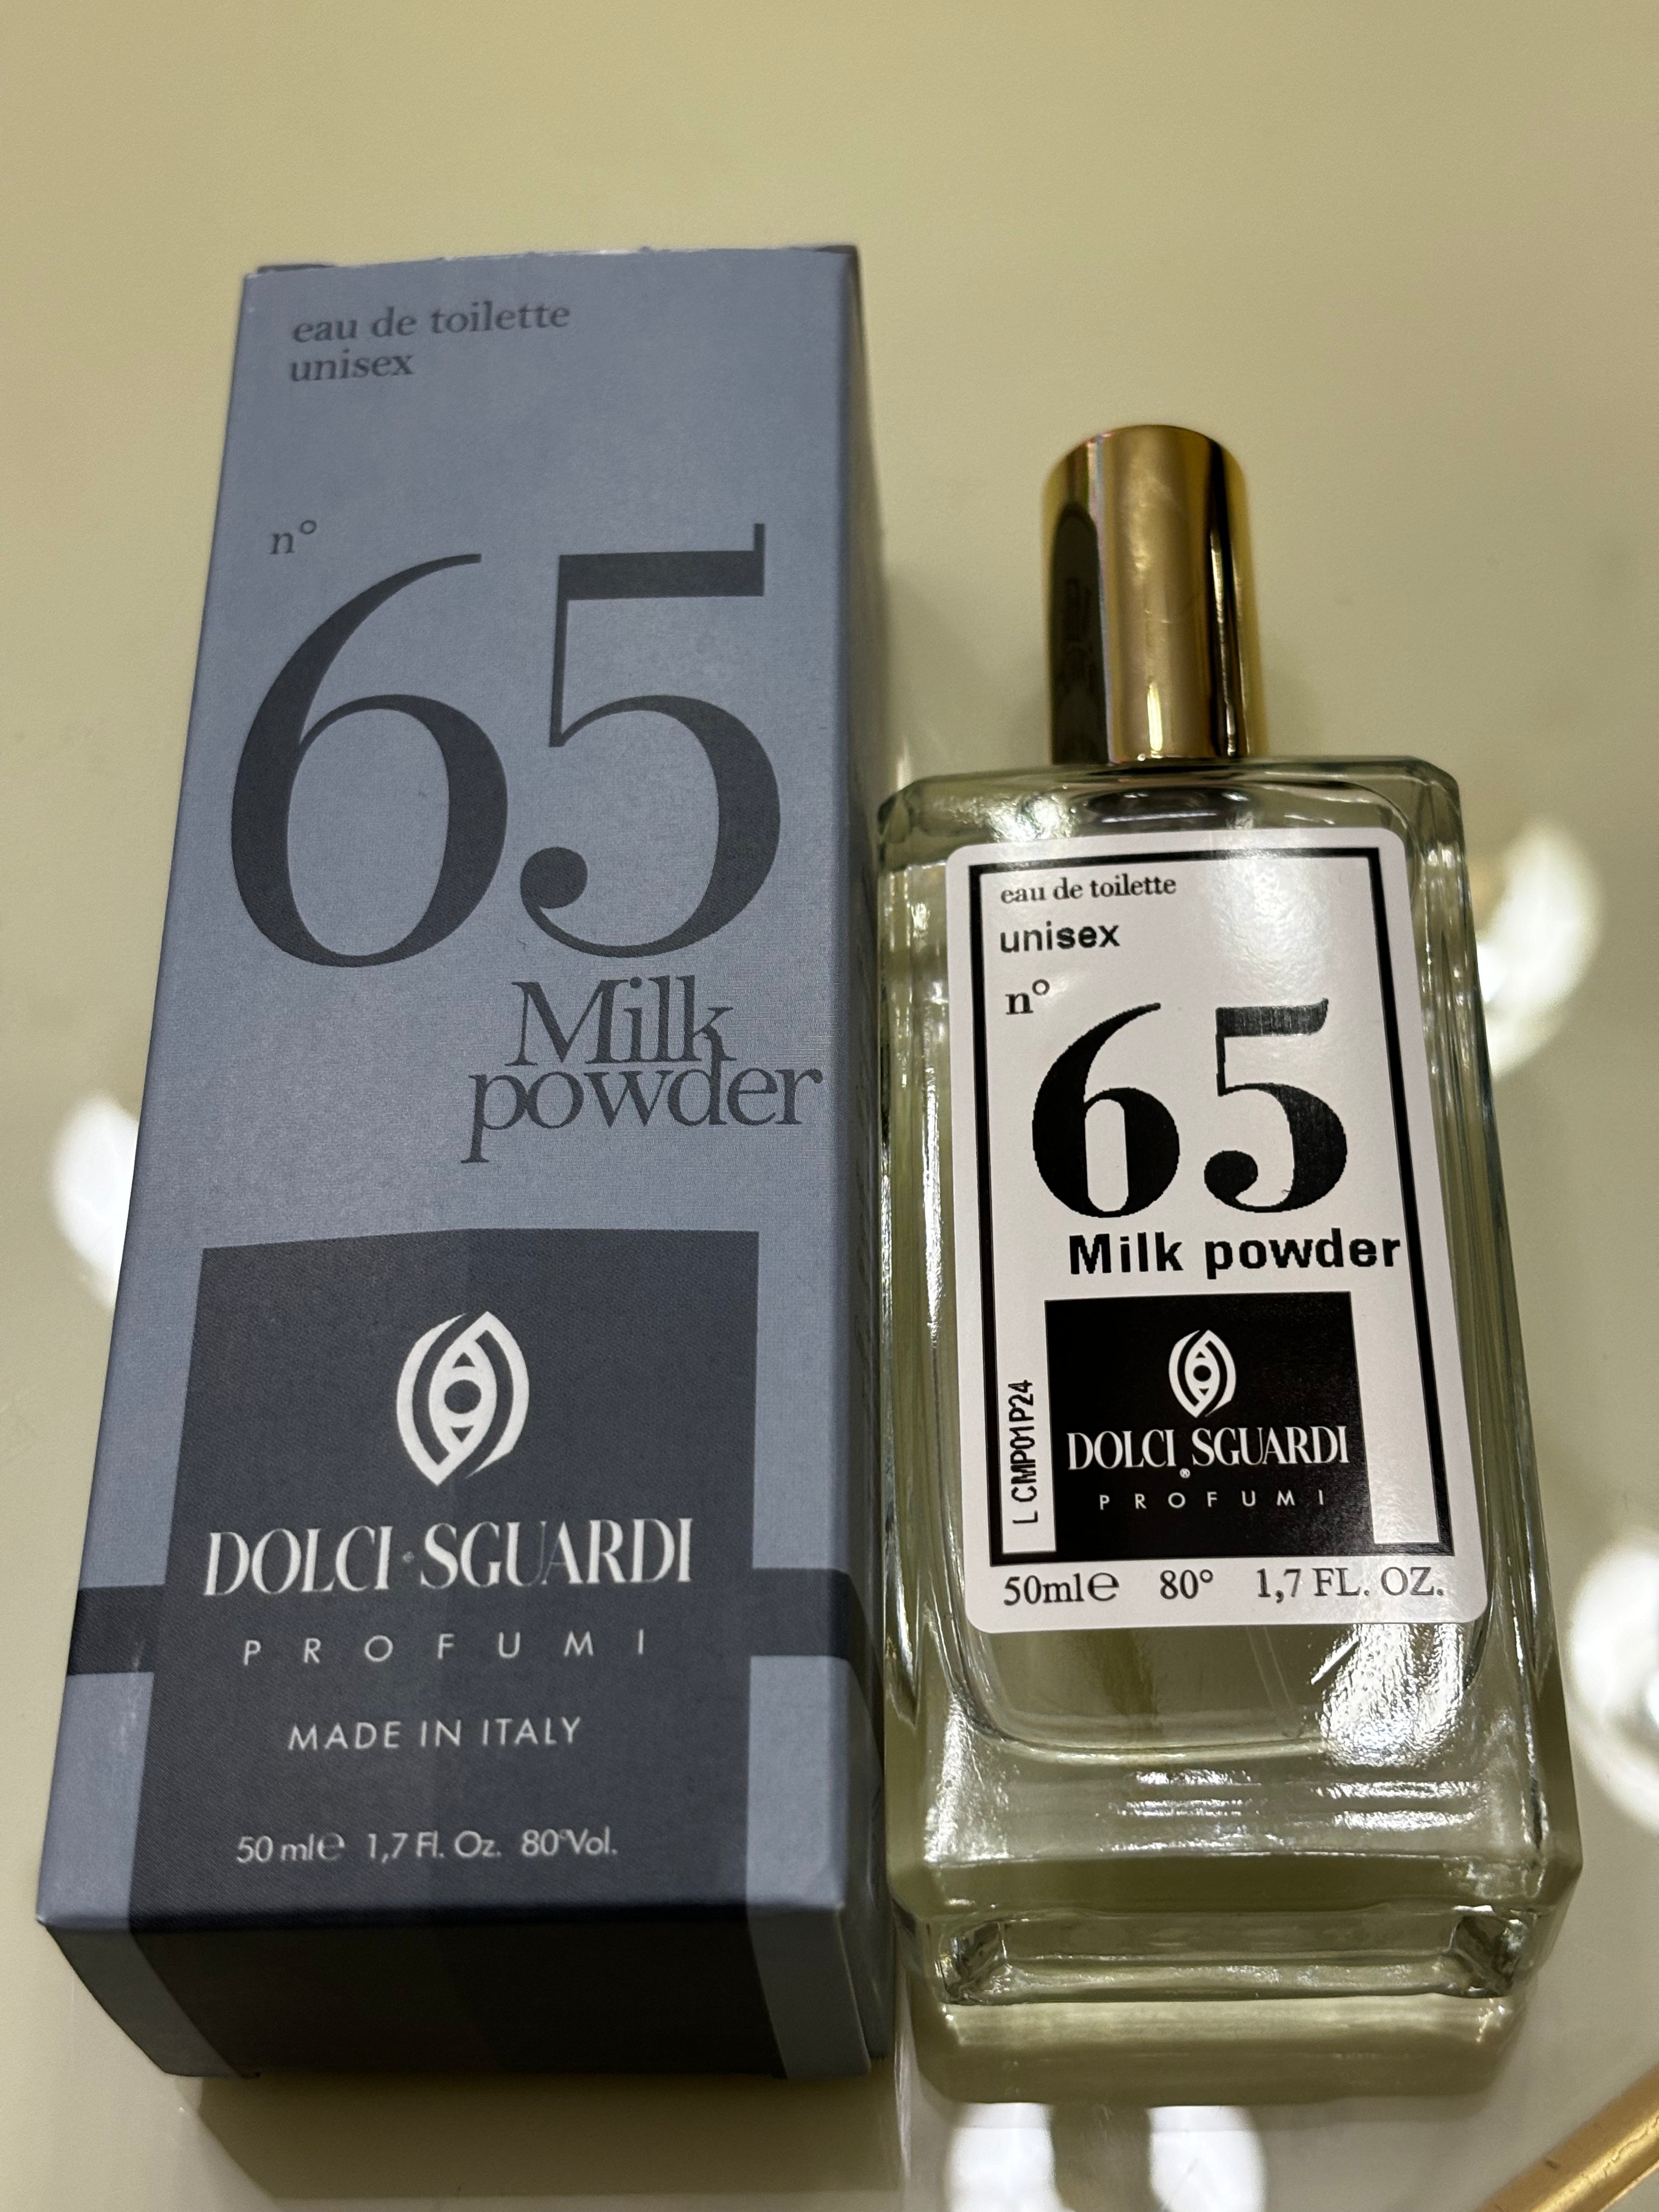 eau de toilette
unisex
n°
65
Milk
powder
DOLCI SGUARDI
PROFUMI
MADE IN ITALY
50 ml℮ 1,7 Fl. Oz. 80°Vol.
eau de toilette
unisex
n°
65
Milk powder
L CMP01P24
DOLCI SGUARDI
®
PROFUMI
50ml℮ 80° 1,7 FL. OZ.